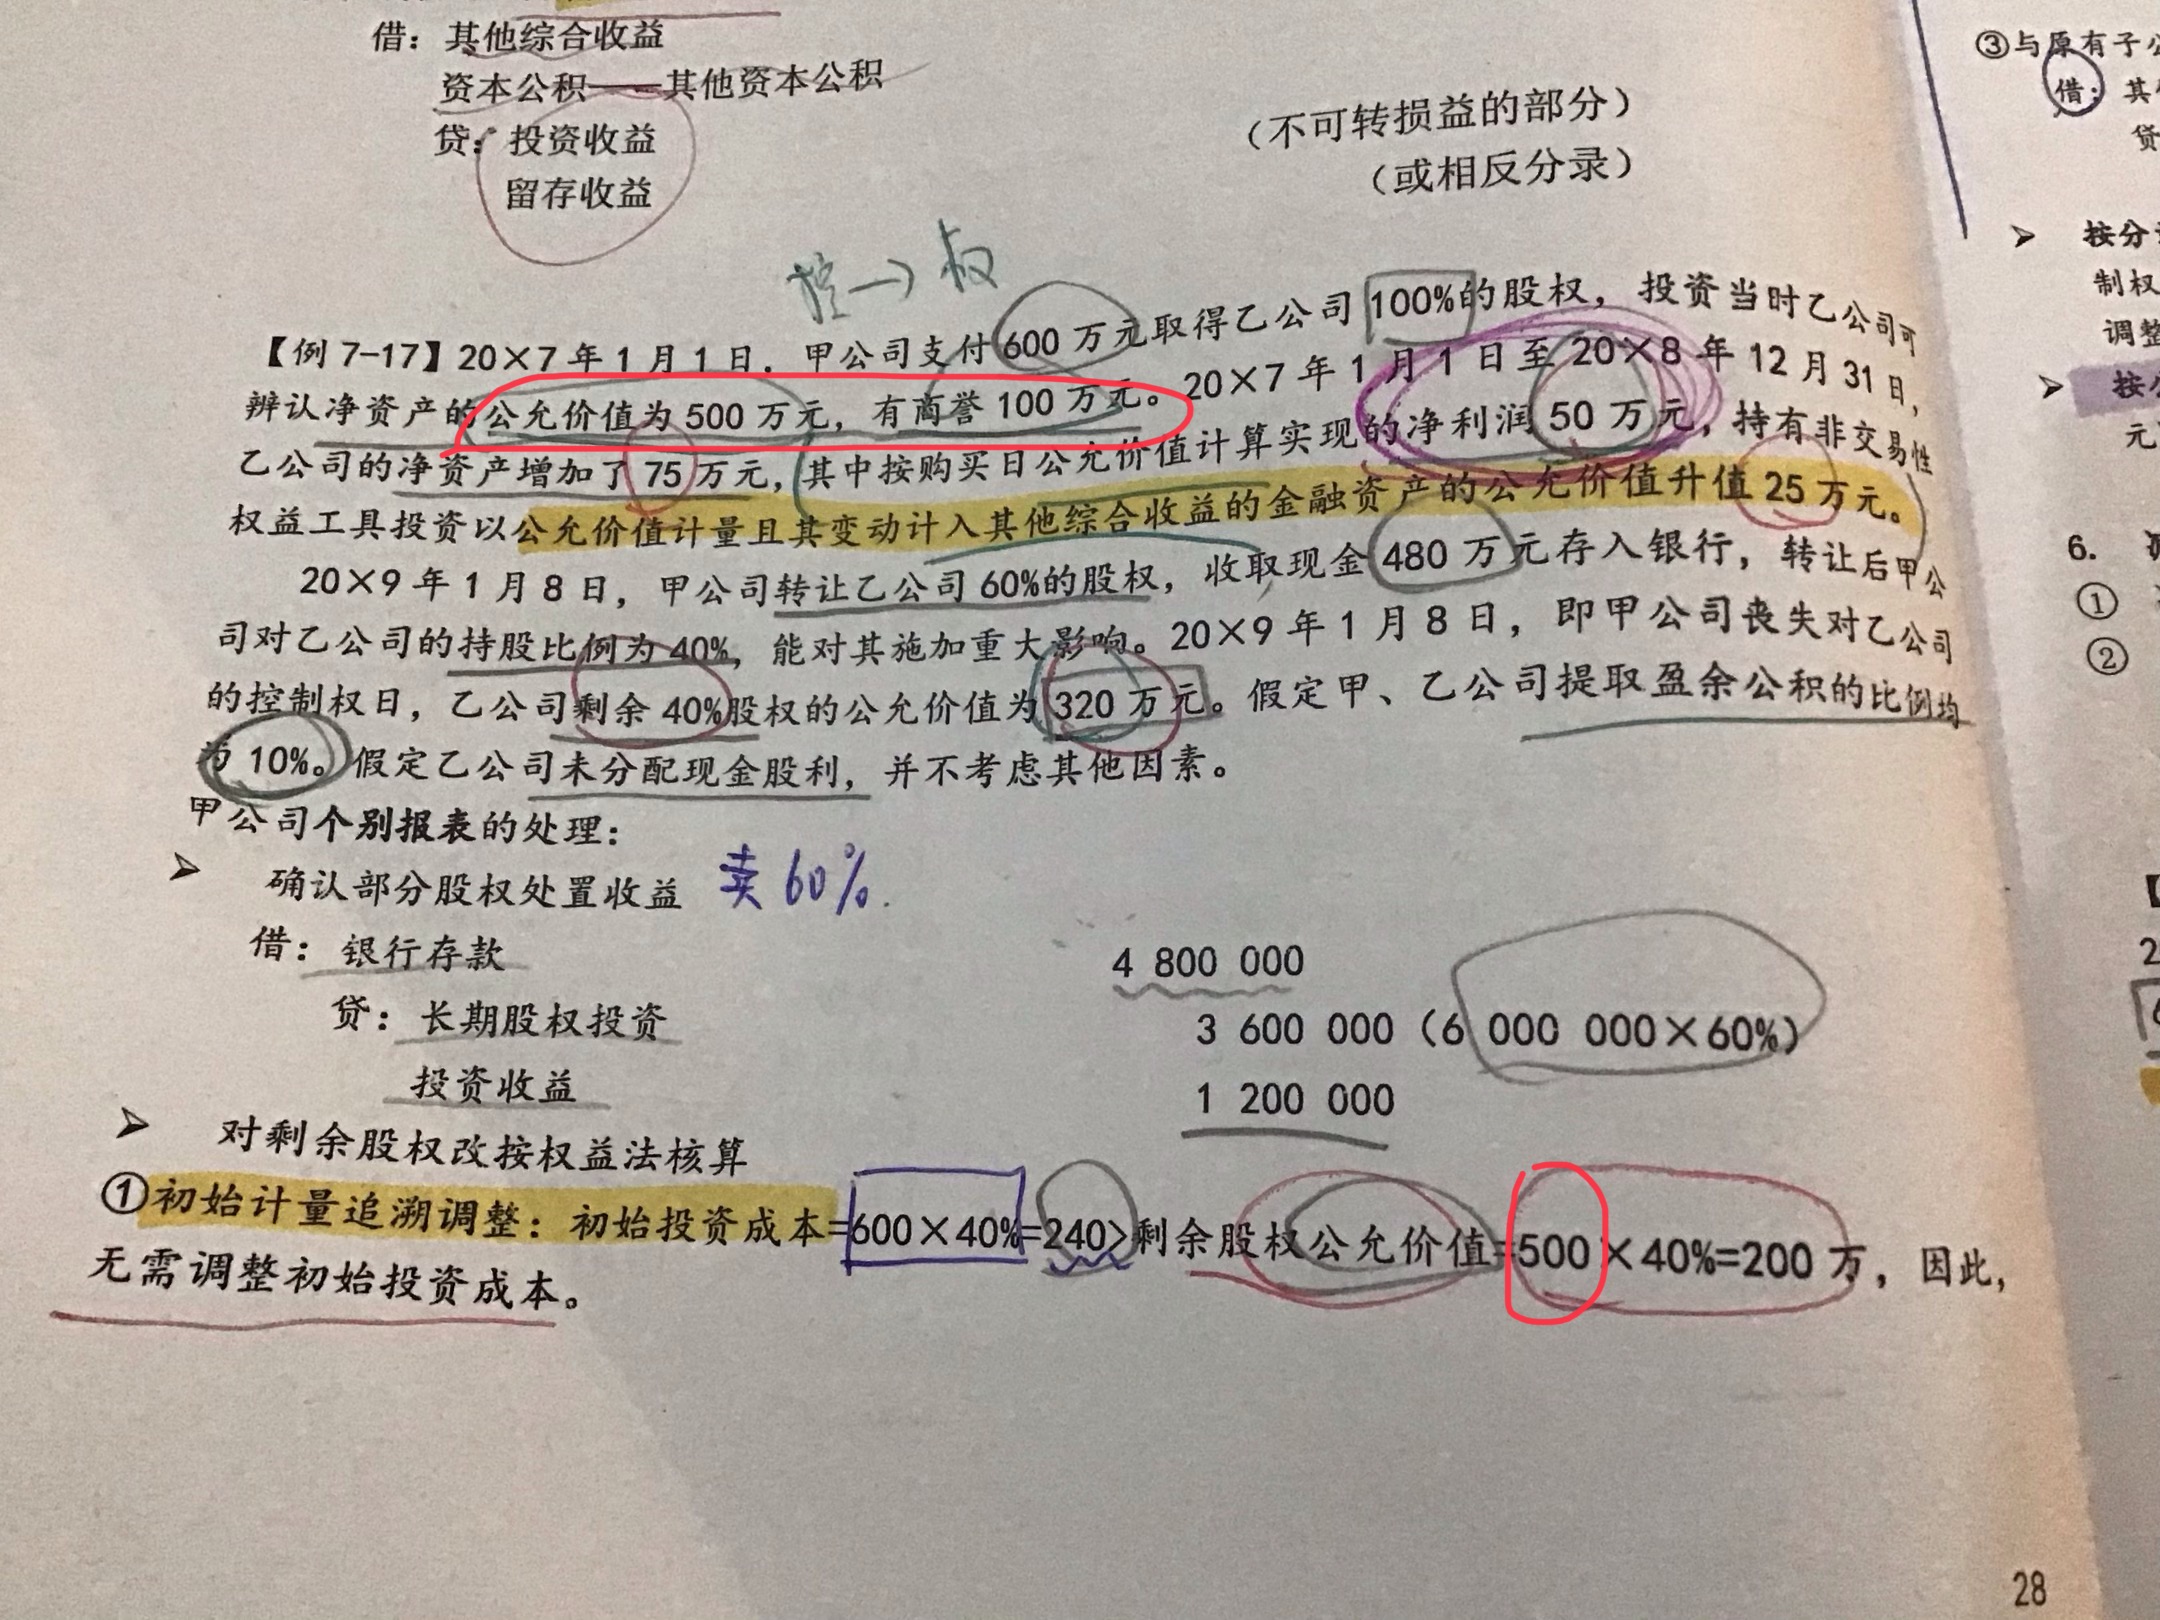 借：其他综合收益
资本公积——其他资本公积
贷：投资收益
（不可转损益的部分）
留存收益
（或相反分录）
控→权
【例 7-17】20×7 年 1 月 1 日，甲公司支付 600 万元取得乙公司 100%的股权，投资当时乙公司可
辨认净资产的公允价值为 500 万元，有商誉 100 万元。20×7 年 1 月 1 日至 20×8 年 12 月 31 日，
乙公司的净资产增加了 75 万元，其中按购买日公允价值计算实现的净利润 50 万元，持有非交易性
权益工具投资以公允价值计量且其变动计入其他综合收益的金融资产的公允价值升值 25 万元。
20×9 年 1 月 8 日，甲公司转让乙公司 60%的股权，收取现金 480 万元存入银行，转让后甲公
司对乙公司的持股比例为 40%，能对其施加重大影响。20×9 年 1 月 8 日，即甲公司丧失对乙公司
的控制权日，乙公司剩余 40%股权的公允价值为 320 万元。假定甲、乙公司提取盈余公积的比例均
为 10%。假定乙公司未分配现金股利，并不考虑其他因素。
甲公司个别报表的处理：
➢ 确认部分股权处置收益 卖 60%.
借：银行存款 4 800 000
贷：长期股权投资 3 600 000（6 000 000×60%）
投资收益 1 200 000
➢ 对剩余股权改按权益法核算
①初始计量追溯调整：初始投资成本=600×40%=240>剩余股权公允价值=500×40%=200 万，因此，
无需调整初始投资成本。
28
③与原有子
借：其
贷
➢ 按分
制权
调整
➢ 按
元
6.
①
②
【
2